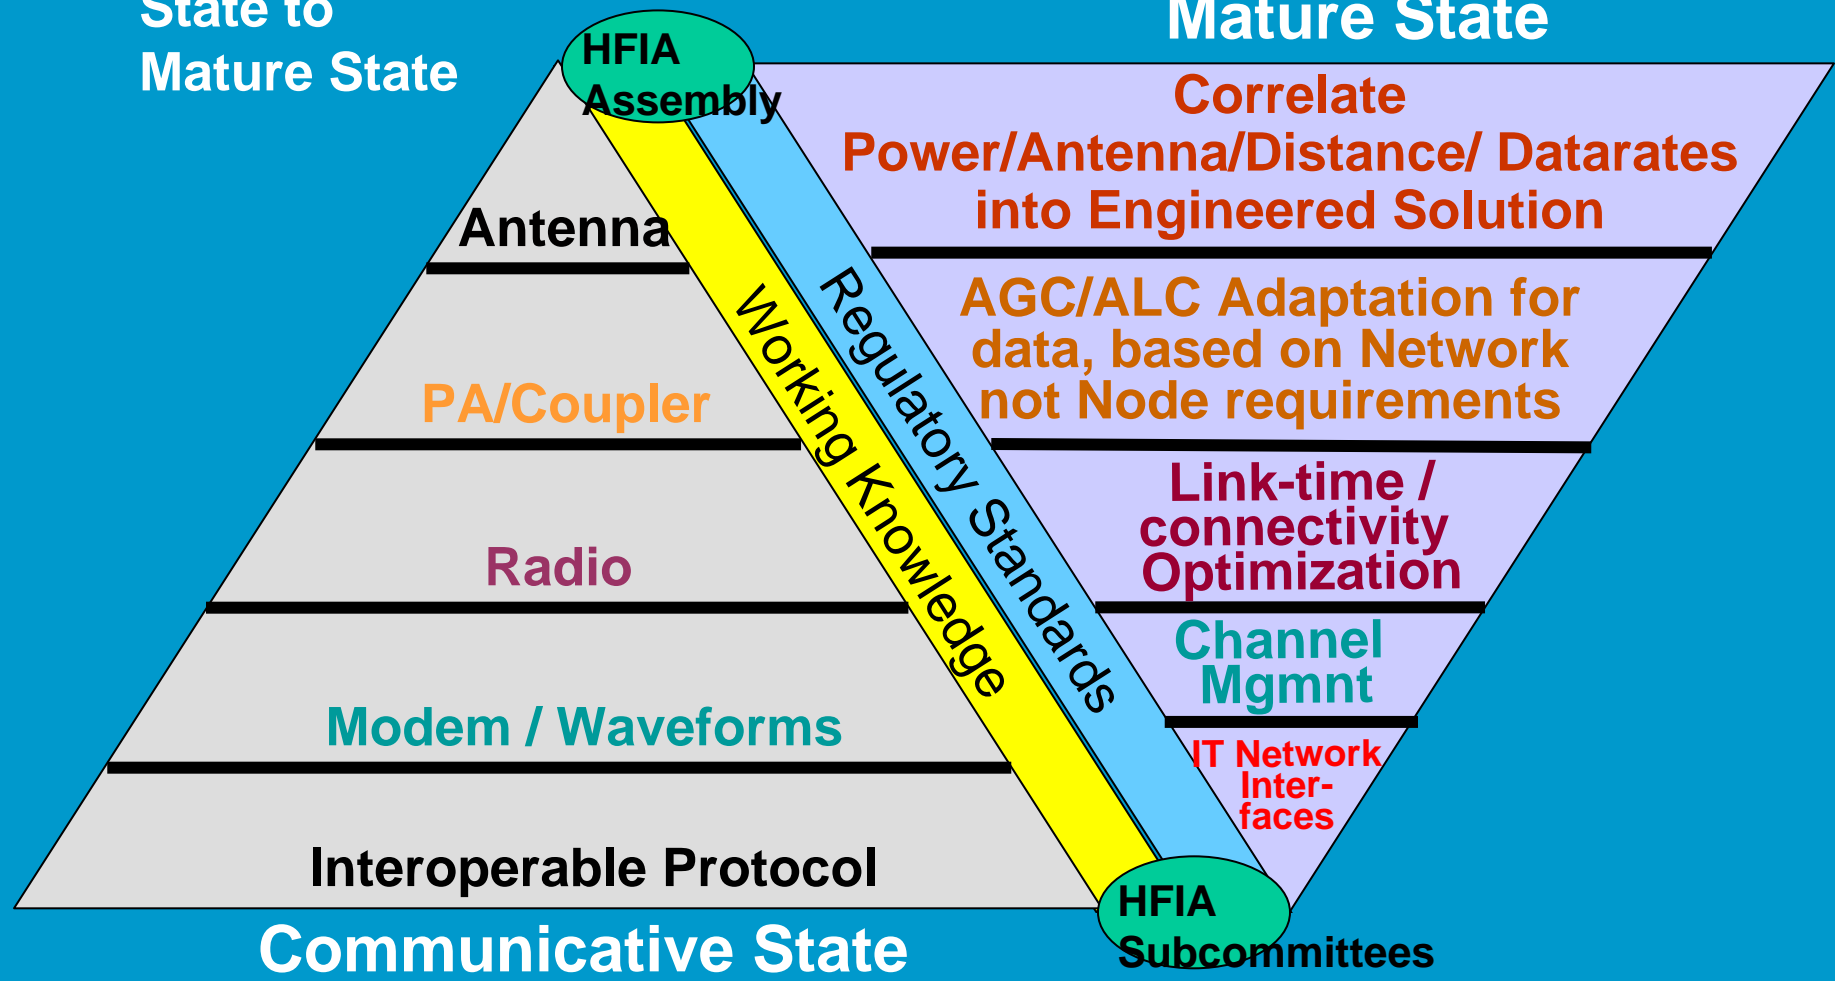 State to
Mature State
Mature State
HFIA
Assembly
Antenna
PA/Coupler
Radio
Modem / Waveforms
Interoperable Protocol
Communicative State
Working Knowledge
Regulatory Standards
Correlate
Power/Antenna/Distance/ Datarates
into Engineered Solution
AGC/ALC Adaptation for
data, based on Network
not Node requirements
Link-time /
connectivity
Optimization
Channel
Mgmnt
IT Network
Inter-
faces
HFIA
Subcommittees